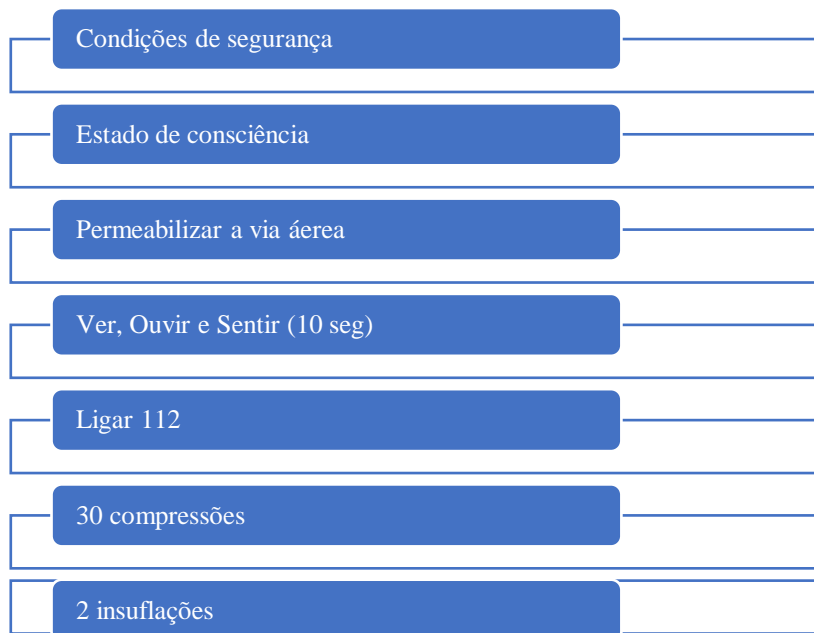 Condições de segurança
Estado de consciência
Permeabilizar a via áerea
Ver, Ouvir e Sentir (10 seg)
Ligar 112
30 compressões
2 insuflações